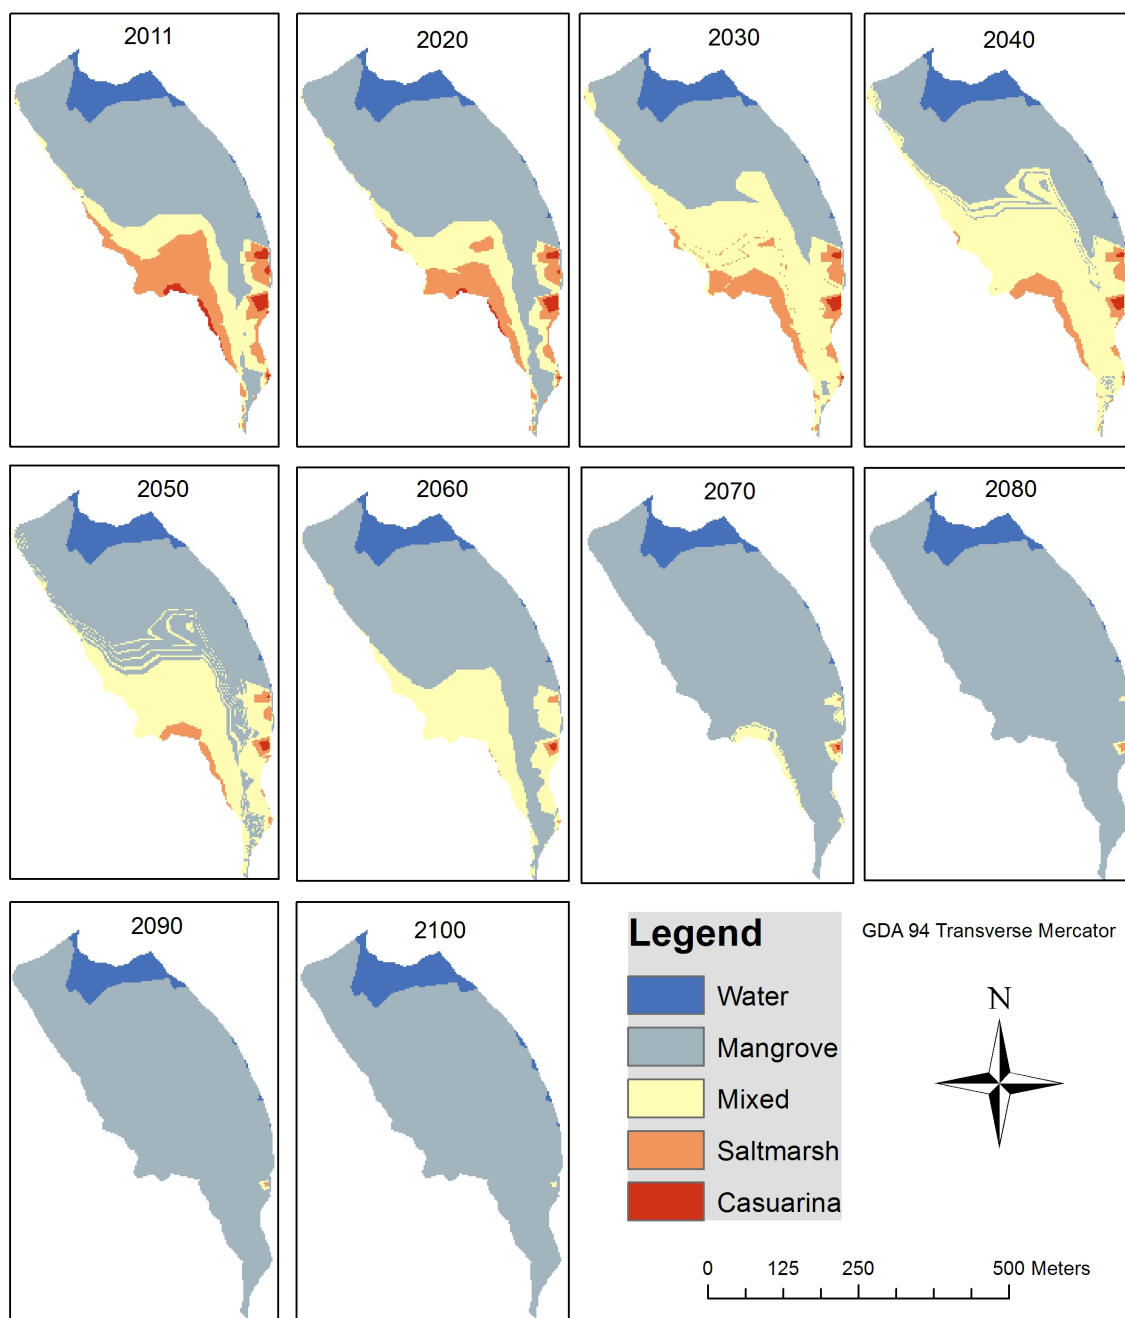 2011
2020
2030
2040
2050
2060
2070
2080
2090
2100
Legend
Water
Mangrove
Mixed
Saltmarsh
Casuarina
GDA 94 Transverse Mercator
N
0 125 250 500 Meters